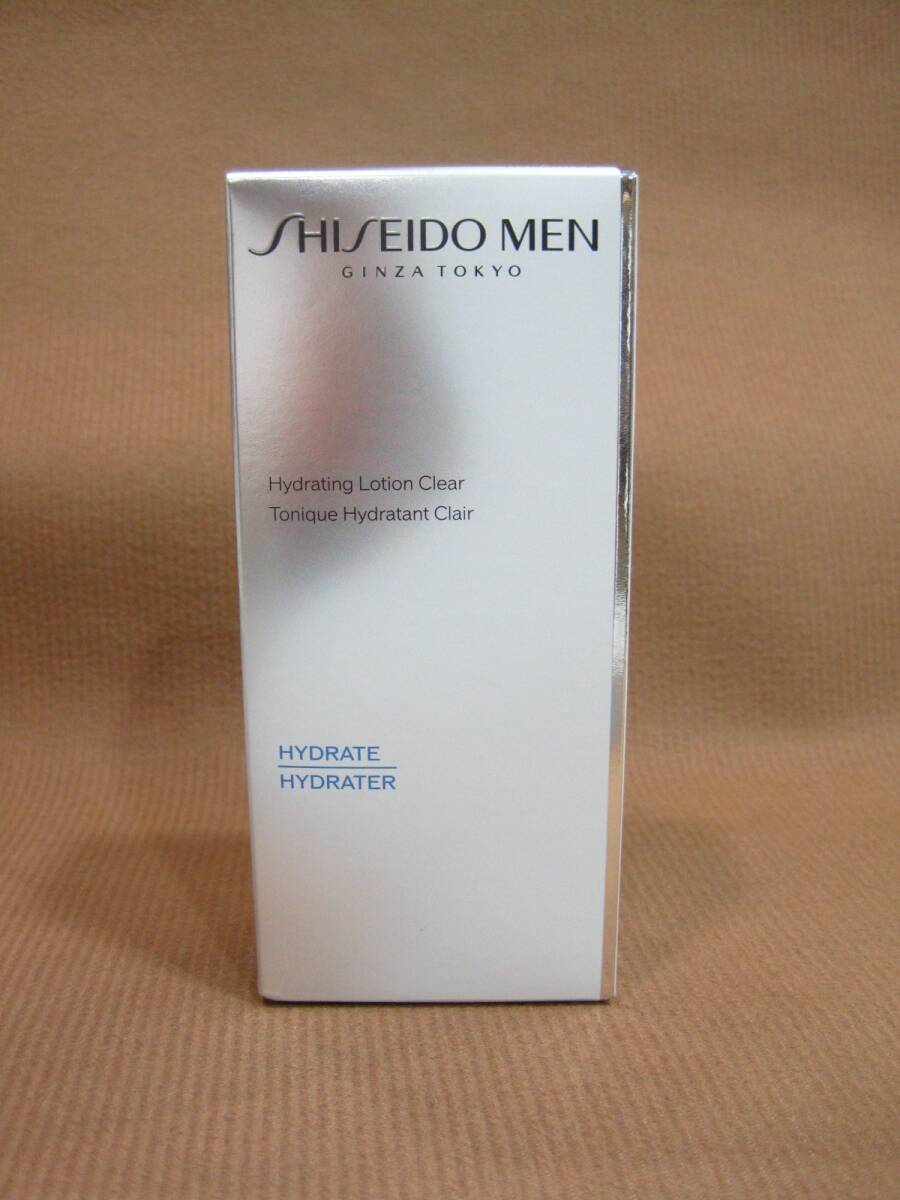 SHISEIDO MEN
GINZA TOKYO
Hydrating Lotion Clear
Tonique Hydratant Clair
HYDRATE
HYDRATER